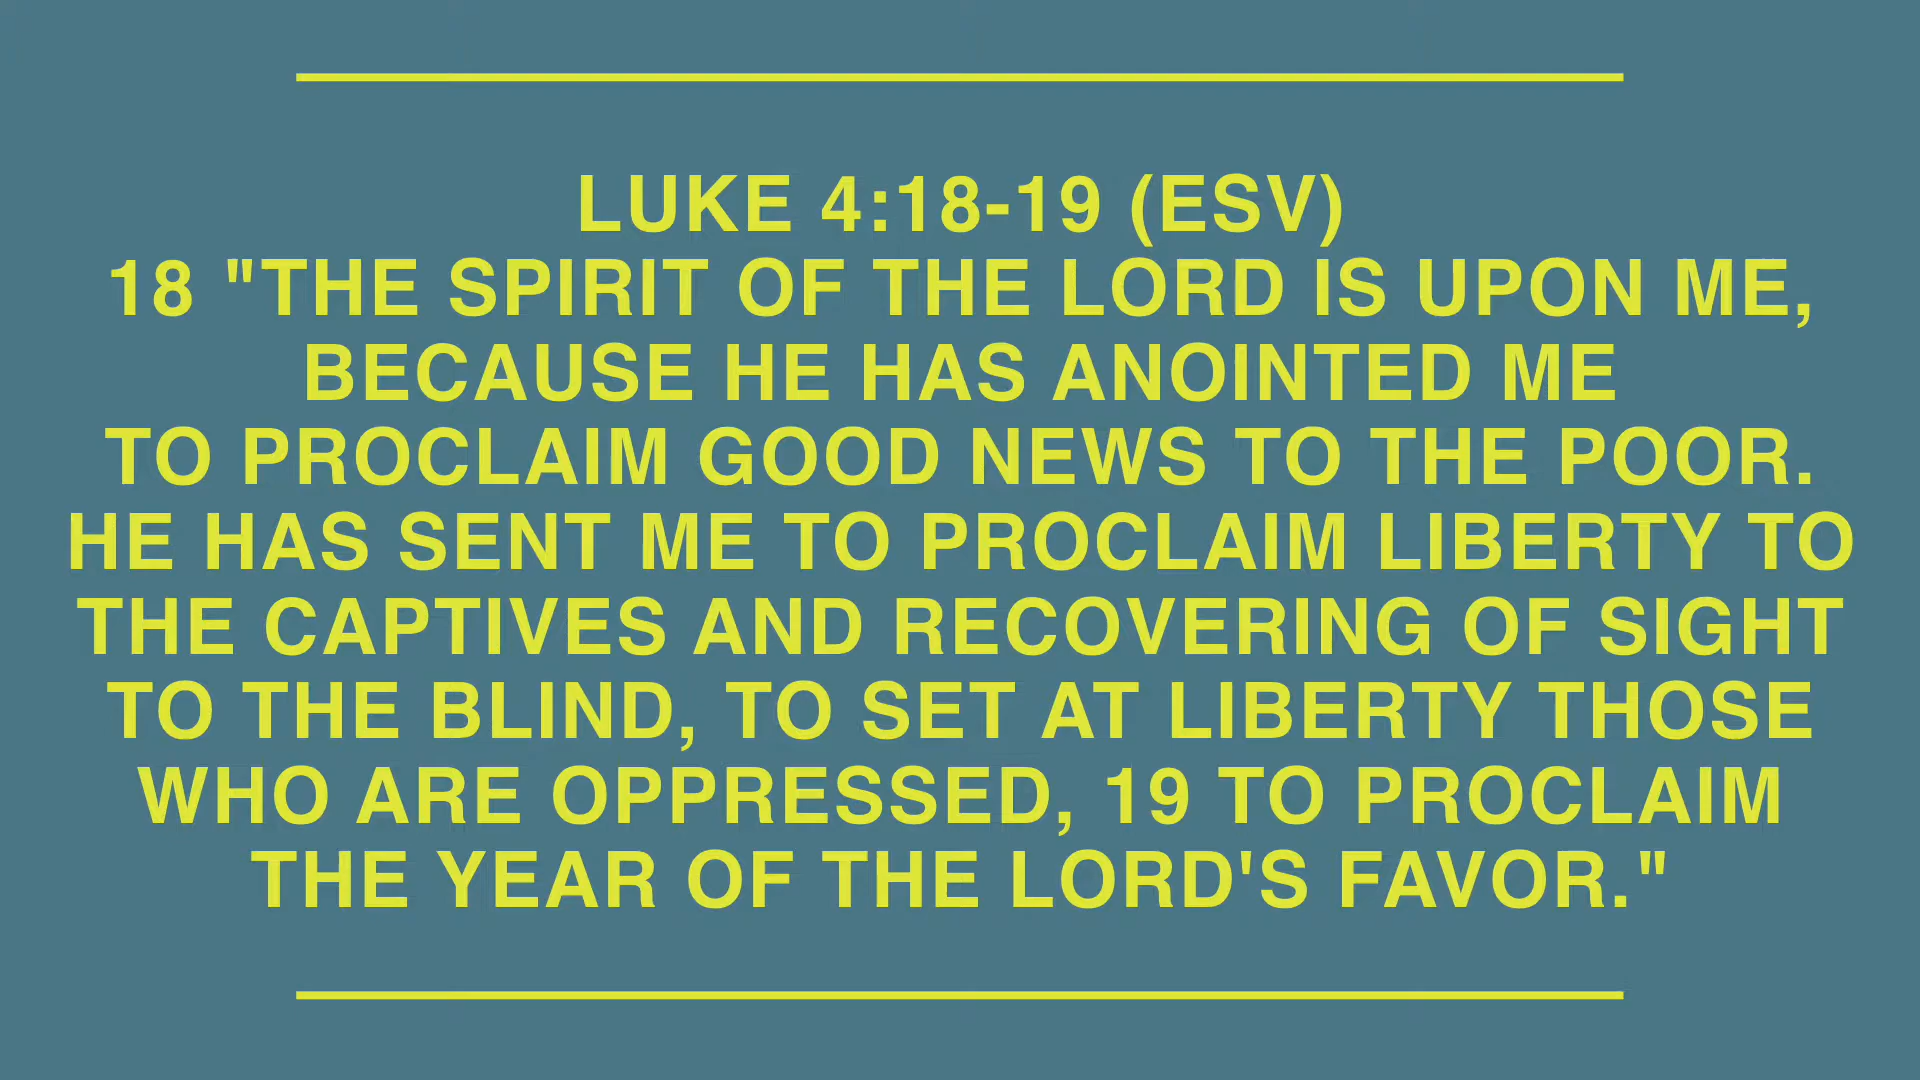 LUKE 4:18-19 (ESV)
18 "THE SPIRIT OF THE LORD IS UPON ME,
BECAUSE HE HAS ANOINTED ME
TO PROCLAIM GOOD NEWS TO THE POOR.
HE HAS SENT ME TO PROCLAIM LIBERTY TO
THE CAPTIVES AND RECOVERING OF SIGHT
TO THE BLIND, TO SET AT LIBERTY THOSE
WHO ARE OPPRESSED, 19 TO PROCLAIM
THE YEAR OF THE LORD'S FAVOR."